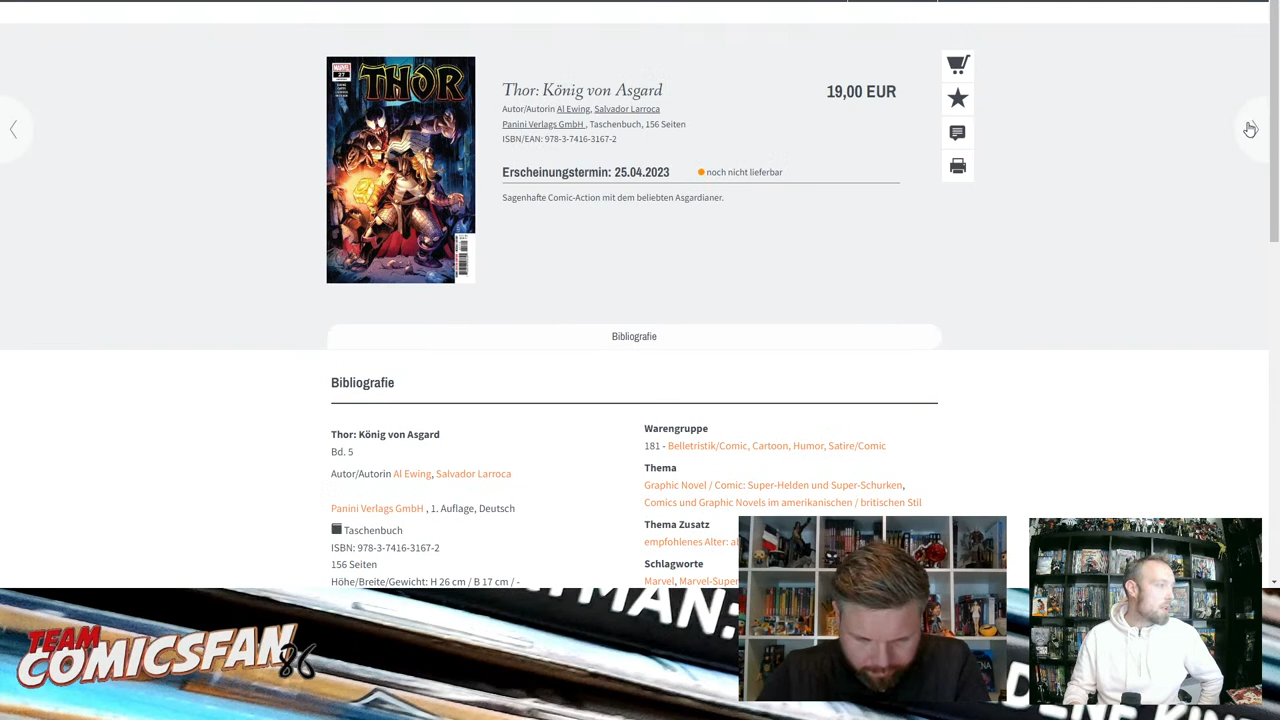 MARVEL
27
THOR
Thor: König von Asgard
19,00 EUR
Autor/Autorin Al Ewing, Salvador Larroca
Panini Verlags GmbH , Taschenbuch, 156 Seiten
ISBN/EAN: 978-3-7416-3167-2
Erscheinungstermin: 25.04.2023
noch nicht lieferbar
Sagenhafte Comic-Action mit dem beliebten Asgardianer.
Bibliografie
Bibliografie
Thor: König von Asgard
Bd. 5
Autor/Autorin Al Ewing, Salvador Larroca
Panini Verlags GmbH , 1. Auflage, Deutsch
Taschenbuch
ISBN: 978-3-7416-3167-2
156 Seiten
Höhe/Breite/Gewicht: H 26 cm / B 17 cm / -
Warengruppe
181 - Belletristik/Comic, Cartoon, Humor, Satire/Comic
Thema
Graphic Novel / Comic: Super-Helden und Super-Schurken,
Comics und Graphic Novels im amerikanischen / britischen Stil
Thema Zusatz
empfohlenes Alter:
Schlagworte
Marvel, Marvel-Super
TEAM
COMICSFAN
86